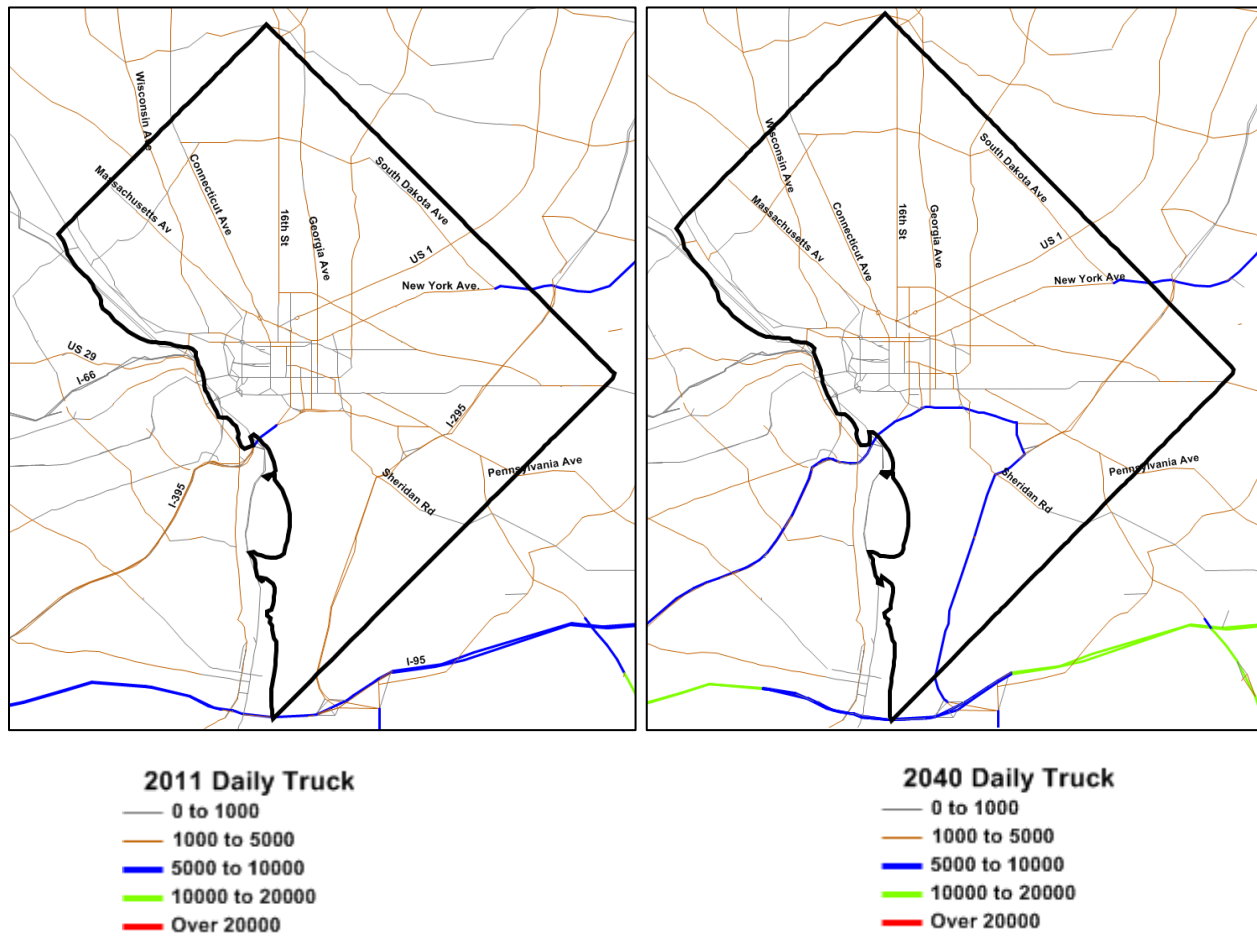 Wisconsin Ave
Massachusetts Av
Connecticut Ave
16th St
Georgia Ave
South Dakota Ave
US 1
New York Ave.
US 29
I-66
I-295
I-395
Sheridan Rd
Pennsylvania Ave
I-95
Wisconsin Ave
Massachusetts Av
Connecticut Ave
16th St
Georgia Ave
South Dakota Ave
US 1
New York Ave
Pennsylvania Ave
Sheridan Rd
2011 Daily Truck
0 to 1000
1000 to 5000
5000 to 10000
10000 to 20000
Over 20000
2040 Daily Truck
0 to 1000
1000 to 5000
5000 to 10000
10000 to 20000
Over 20000